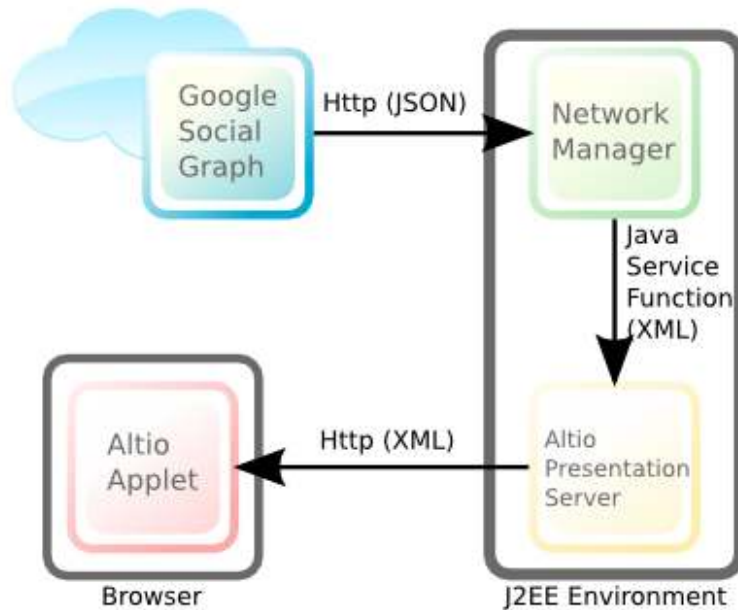 Google
Social
Graph
Http (JSON)
Network
Manager
Java
Service
Function
(XML)
Altio
Applet
Http (XML)
Altio
Presentation
Server
Browser
J2EE Environment